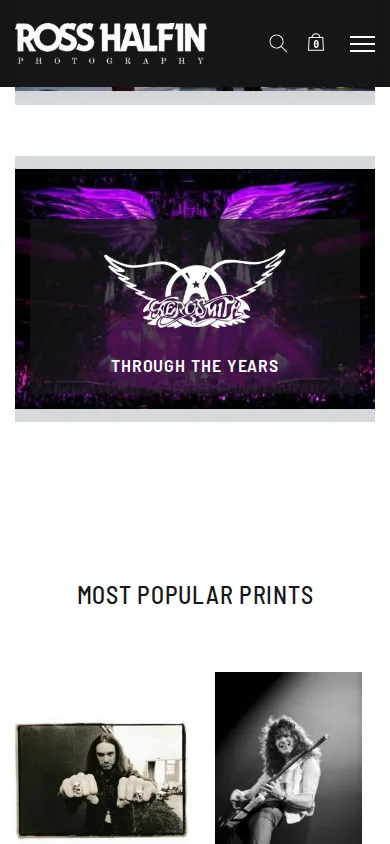 ROSS HALFIN
PHOTOGRAPHY
0
AEROSMITH
THROUGH THE YEARS
MOST POPULAR PRINTS